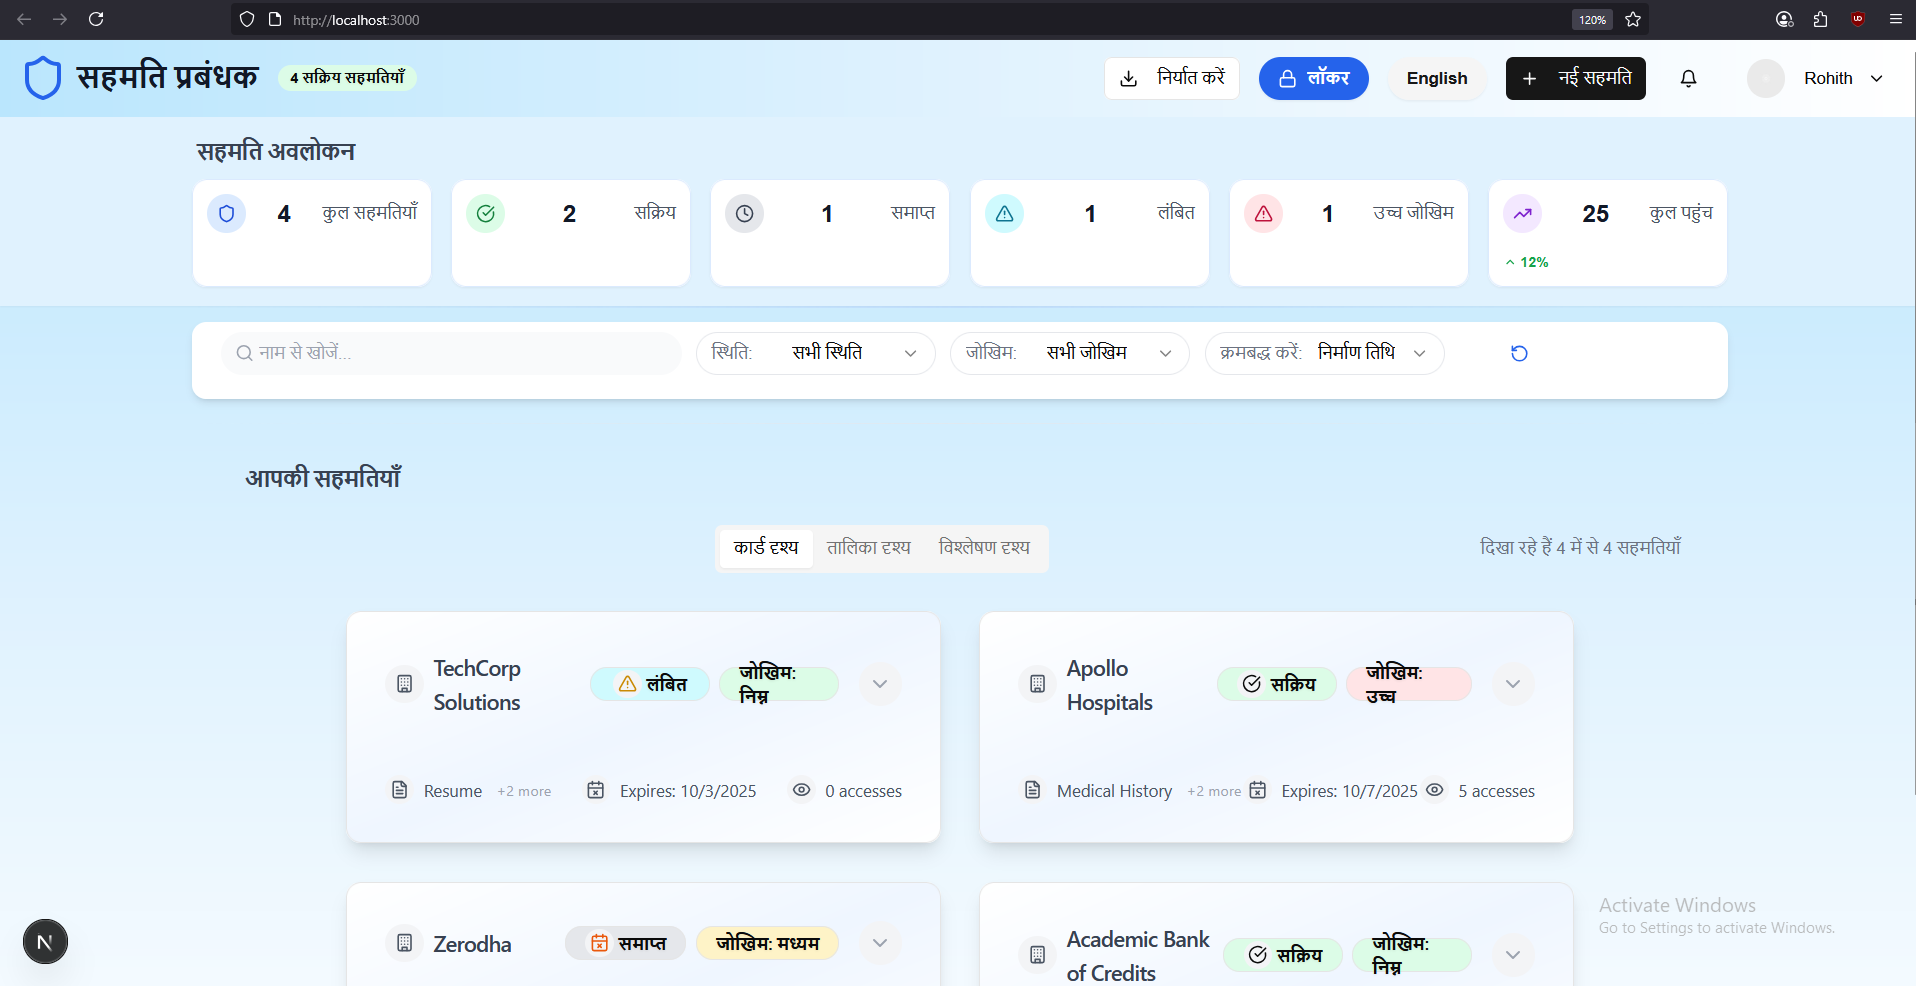 http://localhost:3000
120%
सहमति प्रबंधक
4 सक्रिय सहमतियाँ
निर्यात करें
लॉकर
English
नई सहमति
Rohith
सहमति अवलोकन
4 कुल सहमतियाँ
2 सक्रिय
1 समाप्त
1 लंबित
1 उच्च जोखिम
25 कुल पहुंच
12%
नाम से खोजें...
स्थिति: सभी स्थिति
जोखिम: सभी जोखिम
क्रमबद्ध करें: निर्माण तिथि
आपकी सहमतियाँ
कार्ड दृश्य
तालिका दृश्य
विश्लेषण दृश्य
दिखा रहे हैं 4 में से 4 सहमतियाँ
TechCorp
Solutions
लंबित
जोखिम:
निम्न
Resume +2 more
Expires: 10/3/2025
0 accesses
Apollo
Hospitals
सक्रिय
जोखिम:
उच्च
Medical History +2 more
Expires: 10/7/2025
5 accesses
Zerodha
समाप्त
जोखिम: मध्यम
Academic Bank
of Credits
सक्रिय
जोखिम:
निम्न
N
Activate Windows
Go to Settings to activate Windows.